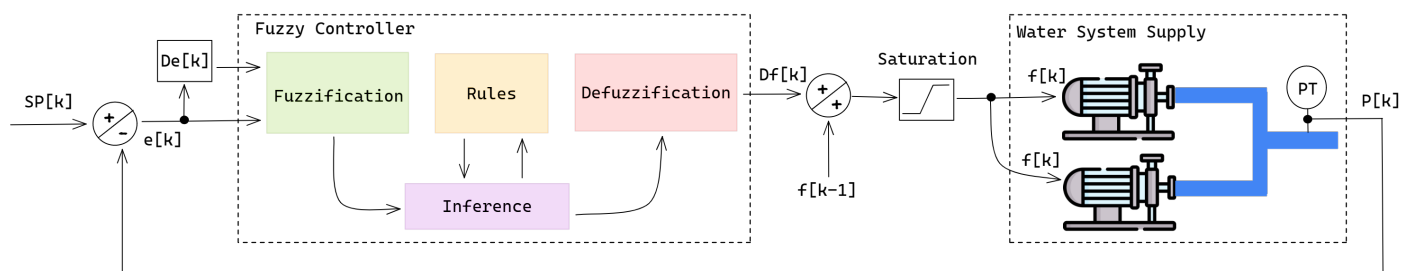 Fuzzy Controller
Water System Supply
De[k]
Saturation
SP[k]
Fuzzification
Rules
Defuzzification
Df[k]
f[k]
PT
P[k]
+
-
e[k]
+
+
f[k]
f[k-1]
Inference